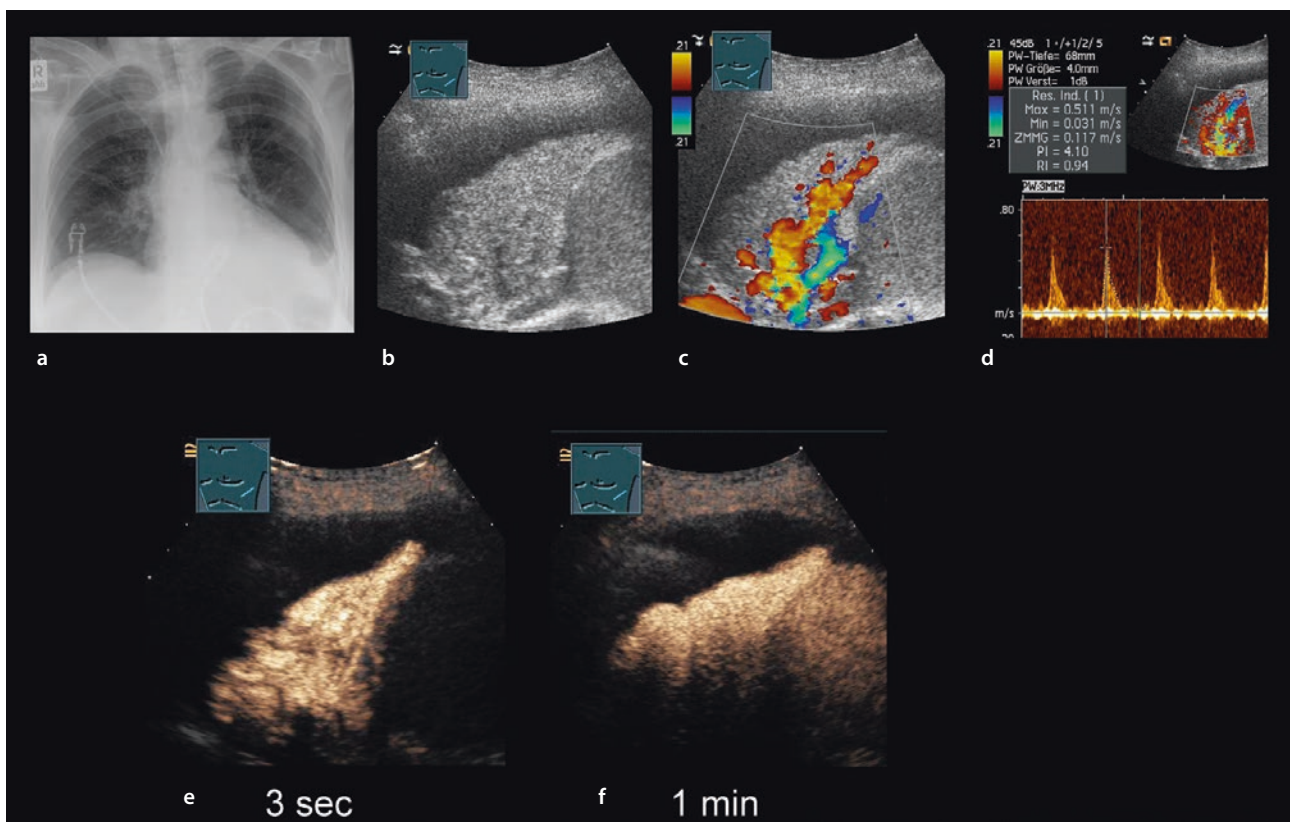 R
a
b
.21
.21
c
.21
.21
45dB 1 +/+1/2/ 5
PW-Tiefe= 68mm
PW Größe= 4.0mm
PW Verst= 1dB
Res. Ind. ( 1)
Max = 0.511 m/s
Min = 0.031 m/s
ZMMG = 0.117 m/s
PI = 4.10
RI = 0.94
PW:3MHz
.80
m/s
d
e
3 sec
f
1 min